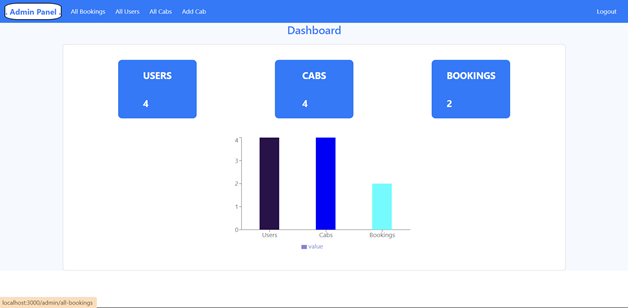 Admin Panel All Bookings All Users All Cabs Add Cab Logout
Dashboard
USERS CABS BOOKINGS
4 4 2
4
3
2
1
0
Users Cabs Bookings
value
localhost:3000/admin/all-bookings